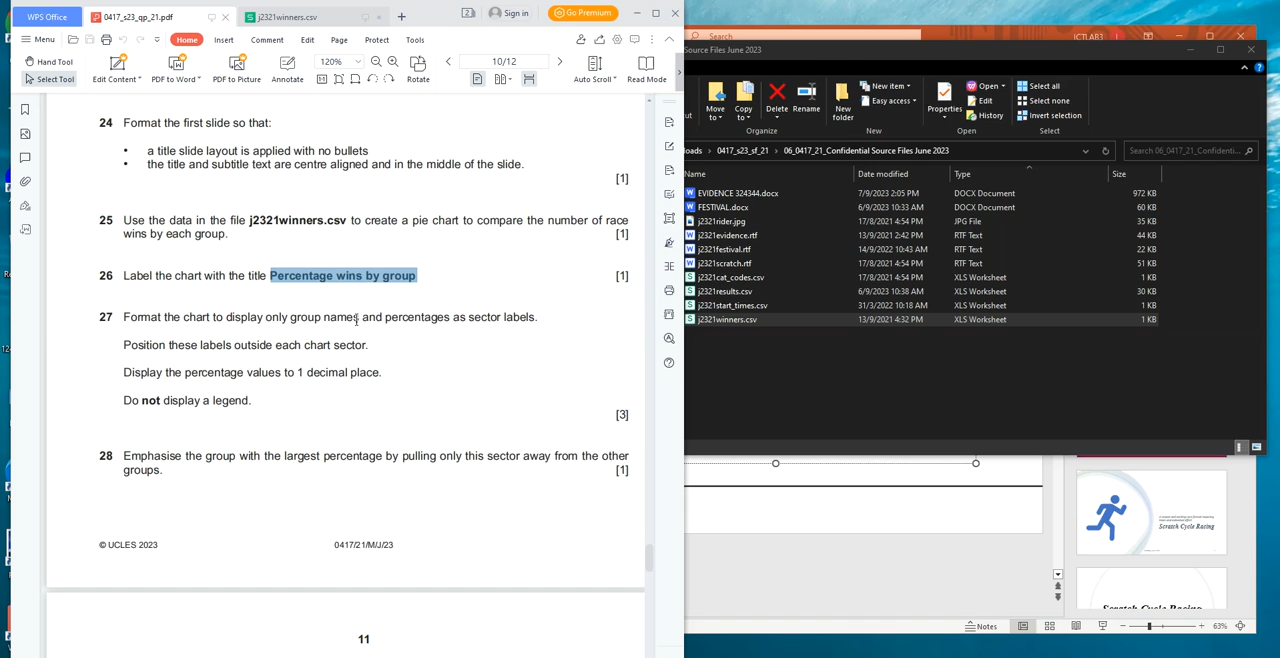 WPS Office
0417_s23_qp_21.pdf
j2321winners.csv
Sign in
Go Premium
Menu
Home
Insert
Comment
Edit
Page
Protect
Tools
Hand Tool
Select Tool
Edit Content
PDF to Word
PDF to Picture
Annotate
120%
Rotate
10/12
Auto Scroll
Read Mode
24 Format the first slide so that:
• a title slide layout is applied with no bullets
• the title and subtitle text are centre aligned and in the middle of the slide.
[1]
25 Use the data in the file j2321winners.csv to create a pie chart to compare the number of race
wins by each group. [1]
26 Label the chart with the title Percentage wins by group [1]
27 Format the chart to display only group names and percentages as sector labels.
Position these labels outside each chart sector.
Display the percentage values to 1 decimal place.
Do not display a legend.
[3]
28 Emphasise the group with the largest percentage by pulling only this sector away from the other
groups. [1]
© UCLES 2023 0417/21/M/J/23
11
Search
ICTLAB3
Source Files June 2023
Move to
Copy to
Delete
Rename
New folder
New item
Easy access
Properties
Open
Edit
History
Select all
Select none
Invert selection
Organize
New
Open
Select
loads > 0417_s23_sf_21 > 06_0417_21_Confidential Source Files June 2023
Search 06_0417_21_Confidenti...
Name Date modified Type Size
EVIDENCE 324344.docx 7/9/2023 2:05 PM DOCX Document 972 KB
FESTIVAL.docx 6/9/2023 10:33 AM DOCX Document 60 KB
j2321rider.jpg 17/8/2021 4:54 PM JPG File 35 KB
j2321evidence.rtf 13/9/2021 2:42 PM RTF Text 44 KB
j2321festival.rtf 14/9/2022 10:43 AM RTF Text 22 KB
j2321scratch.rtf 17/8/2021 4:54 PM RTF Text 51 KB
j2321cat_codes.csv 17/8/2021 4:54 PM XLS Worksheet 1 KB
j2321results.csv 6/9/2023 10:38 AM XLS Worksheet 30 KB
j2321start_times.csv 31/3/2022 10:18 AM XLS Worksheet 1 KB
j2321winners.csv 13/9/2021 4:32 PM XLS Worksheet 1 KB
Scratch Cycle Racing
Scratch Cycle Racing
Notes
63%